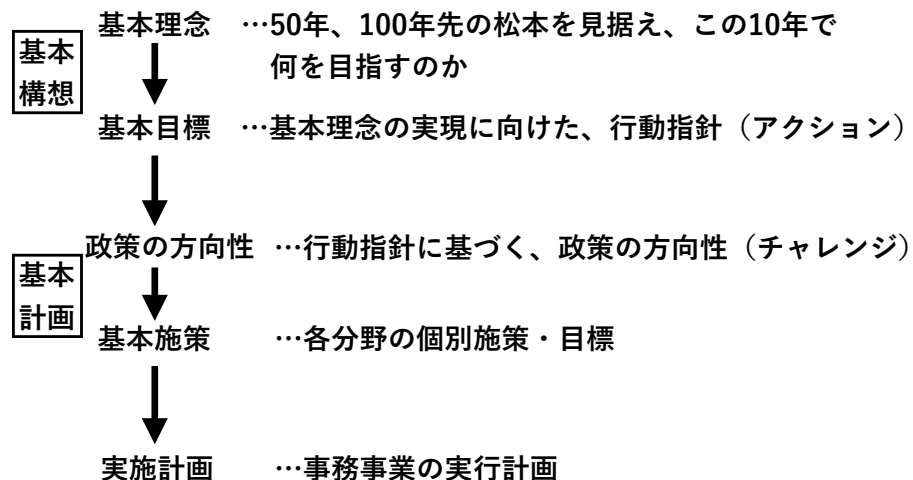 基本理念 …50年、100年先の松本を見据え、この10年で
何を目指すのか
基本
構想
基本目標 …基本理念の実現に向けた、行動指針（アクション）
政策の方向性 …行動指針に基づく、政策の方向性（チャレンジ）
基本
計画
基本施策 …各分野の個別施策・目標
実施計画 …事務事業の実行計画